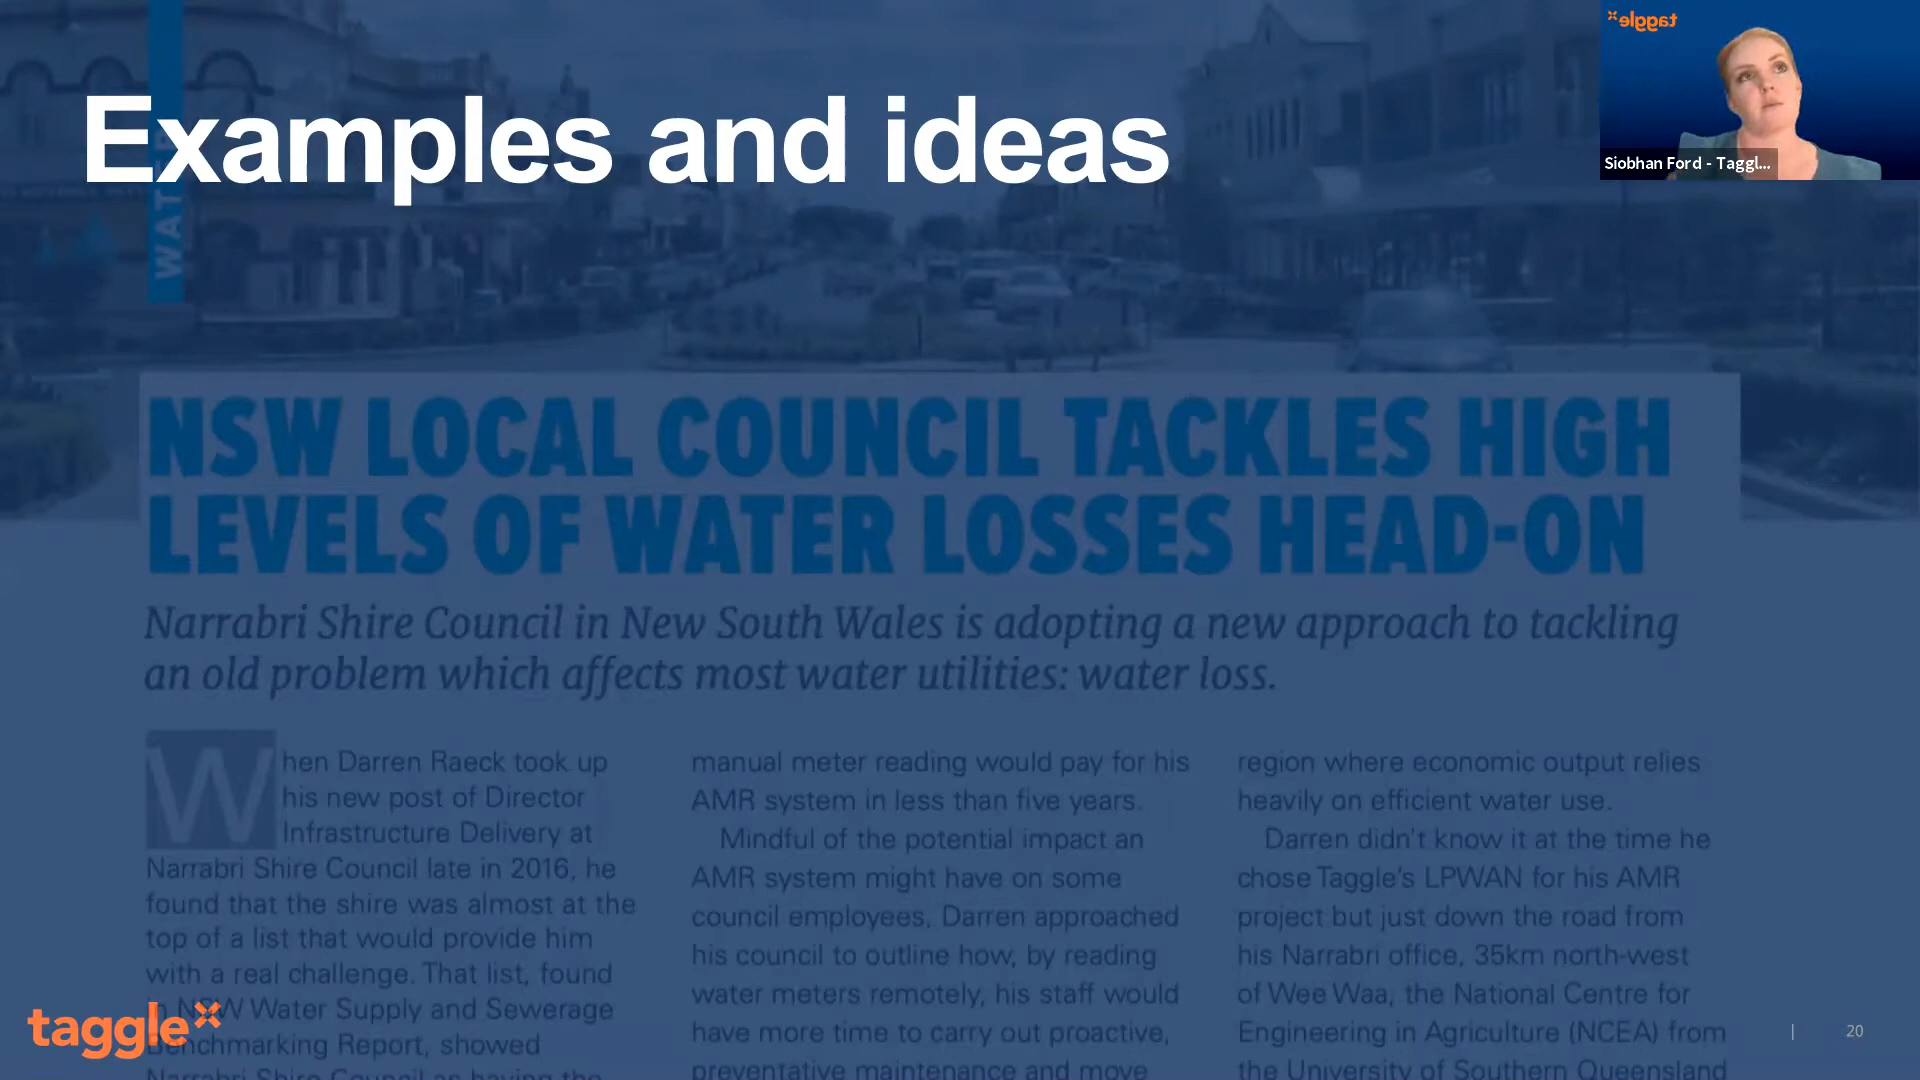 Examples and ideas
taggle
Siobhan Ford - Taggl...
WATER
NSW LOCAL COUNCIL TACKLES HIGH
LEVELS OF WATER LOSSES HEAD-ON
Narrabri Shire Council in New South Wales is adopting a new approach to tackling
an old problem which affects most water utilities: water loss.
When Darren Raeck took up
his new post of Director
Infrastructure Delivery at
Narrabri Shire Council late in 2016, he
found that the shire was almost at the
top of a list that would provide him
with a real challenge. That list, found
in NSW Water Supply and Sewerage
Benchmarking Report, showed
Narrabri Shire Council as having the
manual meter reading would pay for his
AMR system in less than five years.
Mindful of the potential impact an
AMR system might have on some
council employees, Darren approached
his council to outline how, by reading
water meters remotely, his staff would
have more time to carry out proactive,
preventative maintenance and move
region where economic output relies
heavily on efficient water use.
Darren didn't know it at the time he
chose Taggle's LPWAN for his AMR
project but just down the road from
his Narrabri office, 35km north-west
of Wee Waa, the National Centre for
Engineering in Agriculture (NCEA) from
the University of Southern Queensland
taggle
| 20